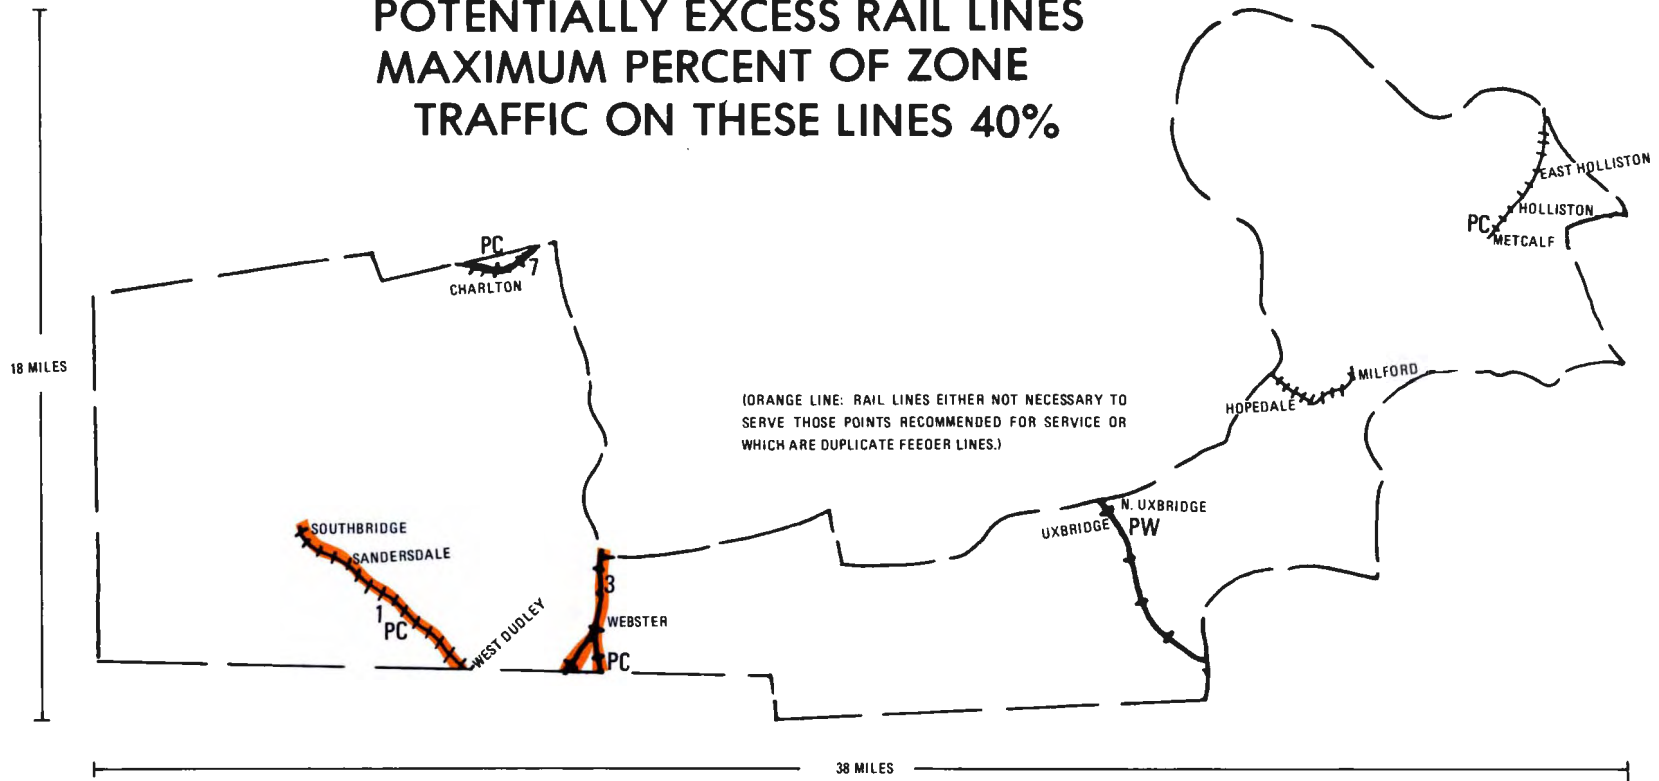 POTENTIALLY EXCESS RAIL LINES
MAXIMUM PERCENT OF ZONE
TRAFFIC ON THESE LINES 40%
EAST HOLLISTON
HOLLISTON
PC
METCALF
PC
7
CHARLTON
18 MILES
MILFORD
HOPEDALE
(ORANGE LINE: RAIL LINES EITHER NOT NECESSARY TO
SERVE THOSE POINTS RECOMMENDED FOR SERVICE OR
WHICH ARE DUPLICATE FEEDER LINES.)
N. UXBRIDGE
UXBRIDGE
PW
SOUTHBRIDGE
SANDERSDALE
1
PC
WEST DUDLEY
3
WEBSTER
PC
38 MILES